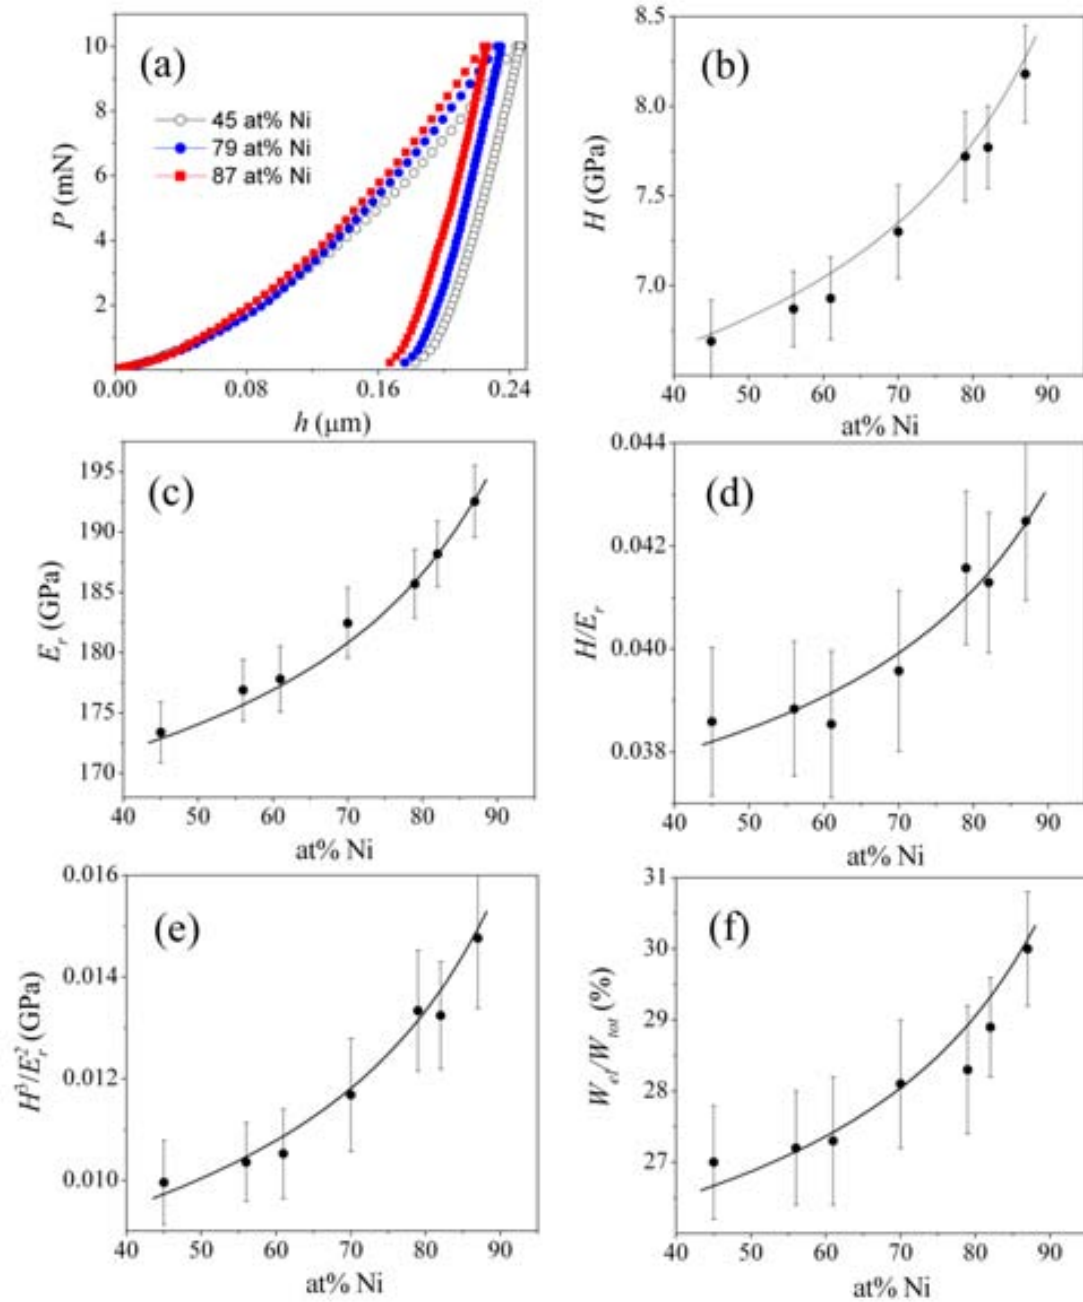 (a)
10
8
6
4
2
P (mN)
45 at% Ni
79 at% Ni
87 at% Ni
0.00 0.08 0.16 0.24
h (μm)
(b)
8.5
8.0
7.5
7.0
H (GPa)
40 50 60 70 80 90
at% Ni
(c)
195
190
185
180
175
170
E_r (GPa)
40 50 60 70 80 90
at% Ni
(d)
0.044
0.042
0.040
0.038
H/E_r
40 50 60 70 80 90
at% Ni
(e)
0.016
0.014
0.012
0.010
H³/E_r² (GPa)
40 50 60 70 80 90
at% Ni
(f)
31
30
29
28
27
W_el/W_tot (%)
40 50 60 70 80 90
at% Ni